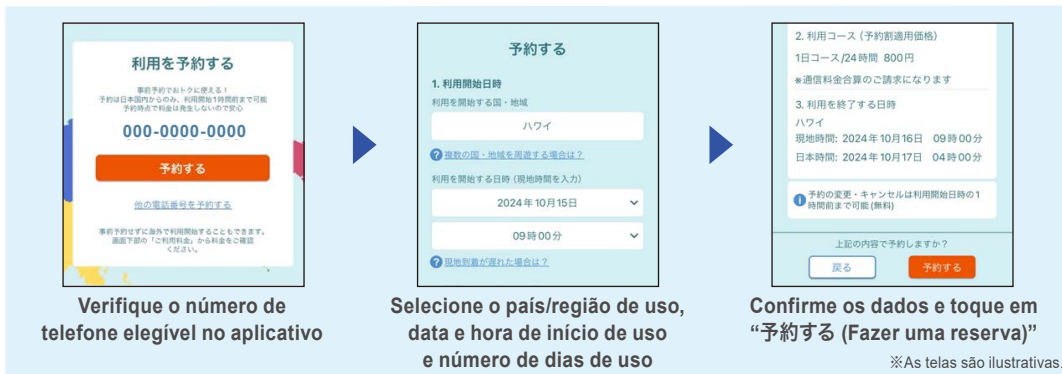 利用を予約する
事前予約でおトクに使える！
予約は日本国内からのみ、利用開始1時間前まで可能
予約時点で料金は発生しないので安心
000-0000-0000
予約する
他の電話番号を予約する
事前予約せずに海外で利用開始することもできます。
画面下部の「ご利用料金」から料金をご確認
ください。
Verifique o número de
telefone elegível no aplicativo
予約する
1. 利用開始日時
利用を開始する国・地域
ハワイ
?複数の国・地域を周遊する場合は？
利用を開始する日時（現地時間を入力）
2024年10月15日
09時00分
?現地到着が遅れた場合は？
Selecione o país/região de uso,
data e hora de início de uso
e número de dias de uso
2. 利用コース（予約割適用価格）
1日コース/24時間 800円
※通信料金合算のご請求になります
3. 利用を終了する日時
ハワイ
現地時間: 2024年10月16日 09時00分
日本時間: 2024年10月17日 04時00分
予約の変更・キャンセルは利用開始日時の1
時間前まで可能(無料)
上記の内容で予約しますか？
戻る 予約する
Confirme os dados e toque em
“予約する (Fazer uma reserva)”
※As telas são ilustrativas.